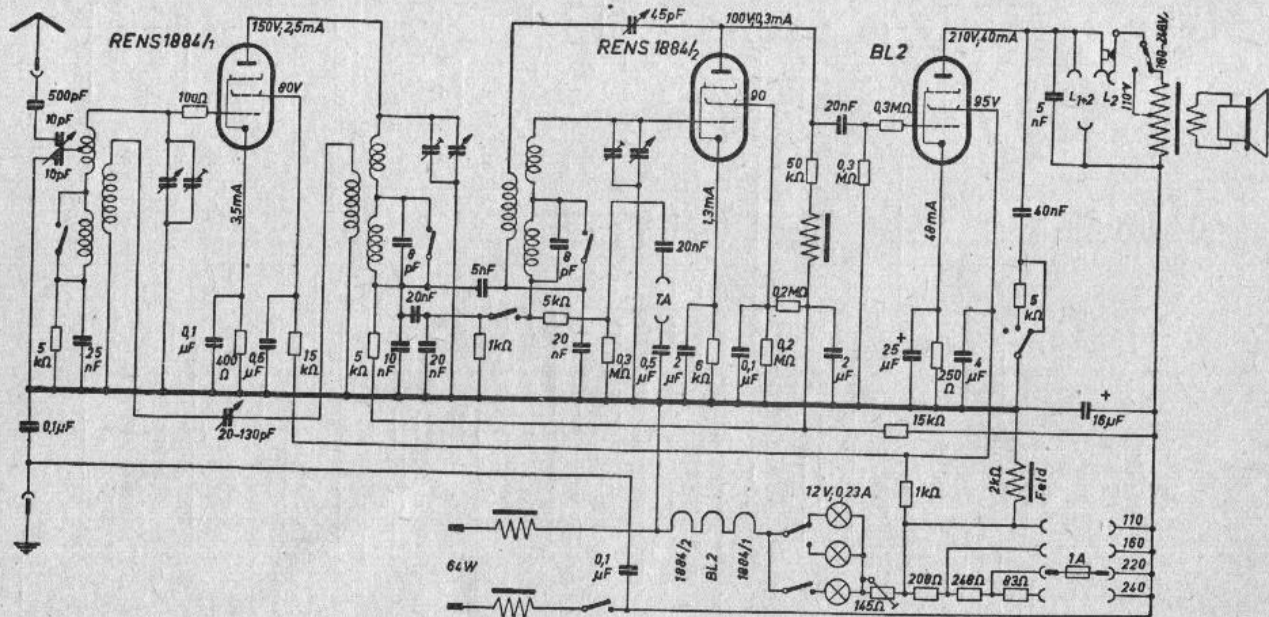 RENS1884/1
150V; 2,5mA
45pF
100V; 0,3mA
RENS 1884/2
BL2
210V; 40mA
160-240V,
110V
500pF
10pF
10pF
100Ω
80V
90
20nF
0,3MΩ
95V
5 nF
L1+2
L2
50 kΩ
0,3 MΩ
3,5mA
1,3mA
48mA
40nF
8 pF
8 pF
20nF
5nF
20nF
TA
5kΩ
0,2MΩ
5 kΩ
5 kΩ
25 nF
0,1 µF
400 Ω
0,6 µF
15 kΩ
5 kΩ
10 nF
20 nF
1kΩ
20 nF
0,3 MΩ
0,5 µF
2 µF
6 kΩ
0,1 µF
0,2 MΩ
2 µF
25 µF
+
250 Ω
4 µF
+
16µF
0,1µF
20-130pF
15kΩ
1kΩ
2kΩ
Feld
12V; 0,23A
64W
0,1 µF
1884/2
BL2
1884/1
145Ω
208Ω
248Ω
83Ω
1A
110
160
220
240